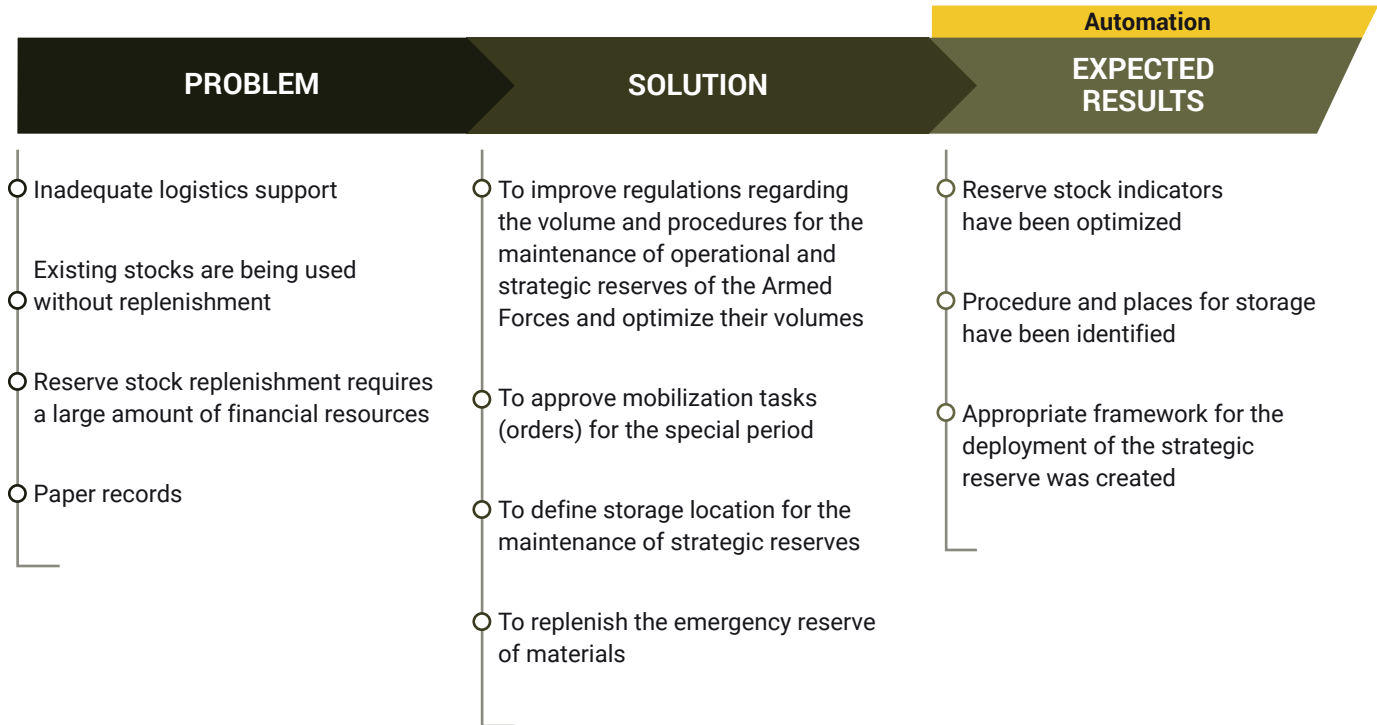 Automation
PROBLEM
SOLUTION
EXPECTED
RESULTS
Inadequate logistics support
Existing stocks are being used
without replenishment
Reserve stock replenishment requires
a large amount of financial resources
Paper records
To improve regulations regarding
the volume and procedures for the
maintenance of operational and
strategic reserves of the Armed
Forces and optimize their volumes
To approve mobilization tasks
(orders) for the special period
To define storage location for the
maintenance of strategic reserves
To replenish the emergency reserve
of materials
Reserve stock indicators
have been optimized
Procedure and places for storage
have been identified
Appropriate framework for the
deployment of the strategic
reserve was created